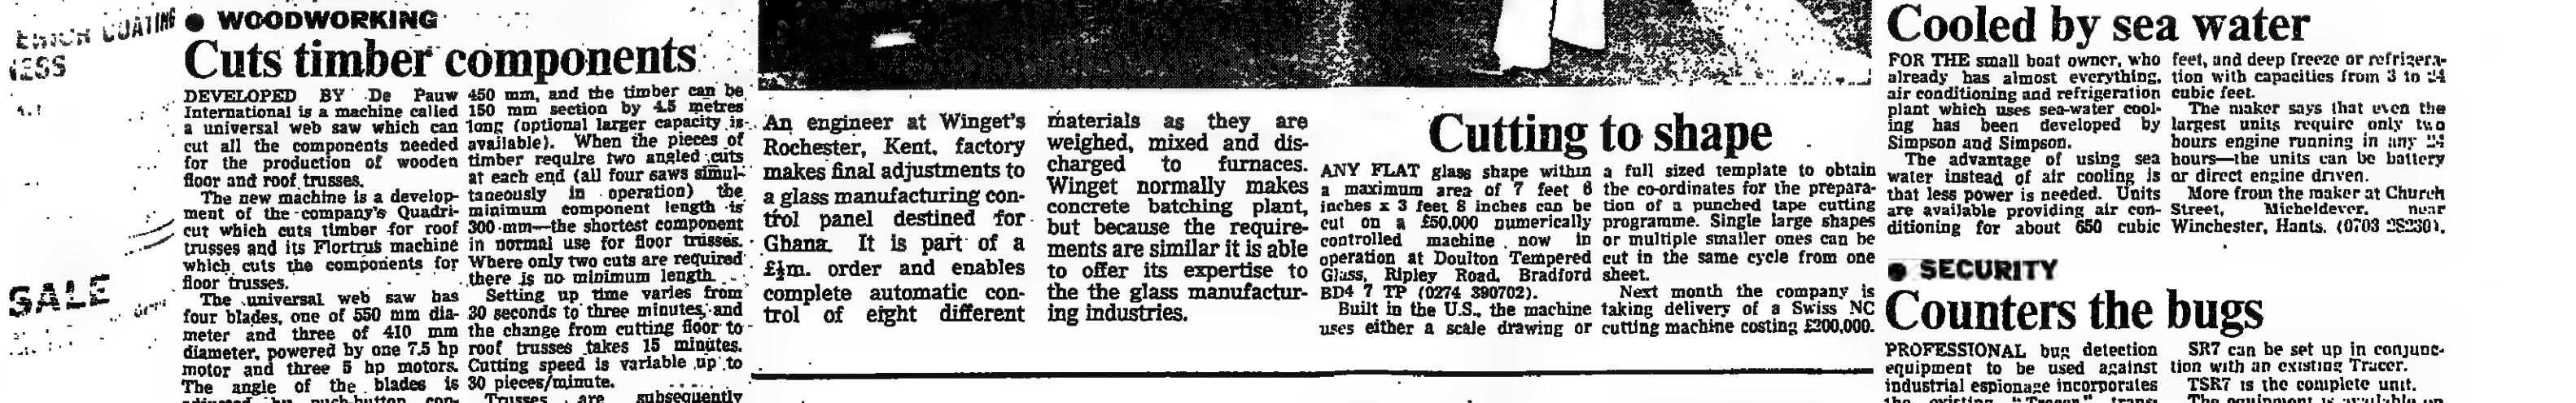 SALE
● WOODWORKING
Cuts timber components
DEVELOPED BY De Pauw
International is a machine called
a universal web saw which can
cut all the components needed
for the production of wooden
floor and roof trusses.
The new machine is a develop-
ment of the company's Quadri-
cut which cuts timber for roof
trusses and its Flortrus machine
which cuts the components for
floor trusses.
The universal web saw has
four blades, one of 550 mm dia-
meter and three of 410 mm
diameter, powered by one 7.5 hp
motor and three 5 hp motors.
The angle of the blades is
450 mm, and the timber can be
150 mm section by 4.5 metres
long (optional larger capacity is
available). When the pieces of
timber require two angled cuts
at each end (all four saws simul-
taneously in operation) the
minimum component length is
300 mm—the shortest component
in normal use for floor trusses.
Where only two cuts are required
there is no minimum length.
Setting up time varies from
30 seconds to three minutes, and
the change from cutting floor to
roof trusses takes 15 minutes.
Cutting speed is variable up to
30 pieces/minute.
Trusses are subsequently
An engineer at Winget's
Rochester, Kent, factory
makes final adjustments to
a glass manufacturing con-
trol panel destined for
Ghana. It is part of a
£½m. order and enables
complete automatic con-
trol of eight different
materials as they are
weighed, mixed and dis-
charged to furnaces.
Winget normally makes
concrete batching plant,
but because the require-
ments are similar it is able
to offer its expertise to
the the glass manufactur-
ing industries.
Cutting to shape
ANY FLAT glass shape within
a maximum area of 7 feet 6
inches x 3 feet 8 inches can be
cut on a £50.000 numerically
controlled machine now in
operation at Doulton Tempered
Glass, Ripley Road, Bradford
BD4 7 TP (0274 390702).
Built in the U.S., the machine
uses either a scale drawing or
a full sized template to obtain
the co-ordinates for the prepara-
tion of a punched tape cutting
programme. Single large shapes
or multiple smaller ones can be
cut in the same cycle from one
sheet.
Next month the company is
taking delivery of a Swiss NC
cutting machine costing £200,000.
Cooled by sea water
FOR THE small boat owner, who
already has almost everything,
air conditioning and refrigeration
plant which uses sea-water cool-
ing has been developed by
Simpson and Simpson.
The advantage of using sea
water instead of air cooling is
that less power is needed. Units
are available providing air con-
ditioning for about 650 cubic
feet, and deep freeze or refrigera-
tion with capacities from 3 to 24
cubic feet.
The maker says that even the
largest units require only two
hours engine running in any 24
hours—the units can be battery
or direct engine driven.
More from the maker at Church
Street, Micheldever, near
Winchester, Hants. (0703
● SECURITY
Counters the bugs
PROFESSIONAL bug detection
equipment to be used against
industrial espionage incorporates
the existing "Tracer"
SR7 can be set up in conjunc-
tion with an existing Tracer.
TSR7 is the complete unit.
The equipment is available